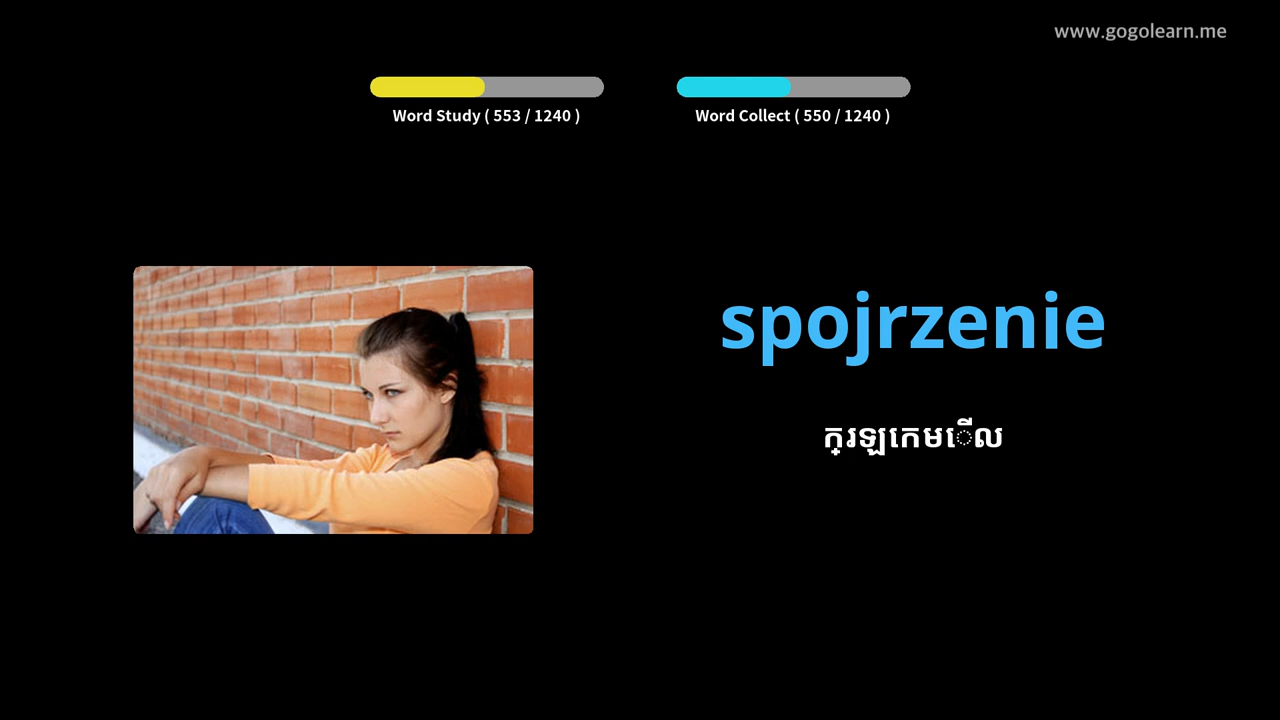 www.gogolearn.me
Word Study ( 553 / 1240 )
Word Collect ( 550 / 1240 )
spojrzenie
ក្រឡេកមើល